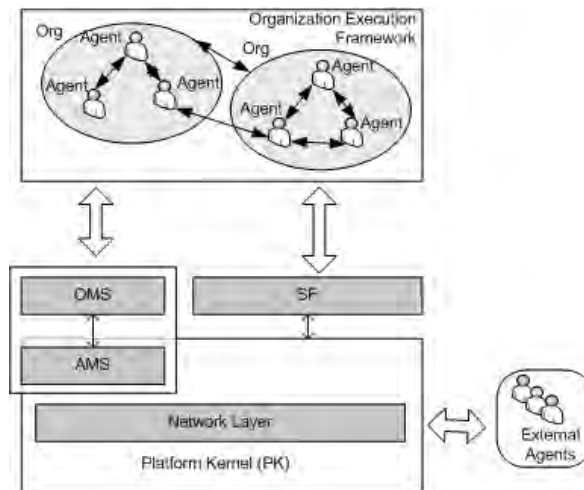 Organization Execution
Framework
Org
Agent
Org
Agent
Agent
Agent
Agent
Agent
OMS
SF
AMS
Network Layer
Platform Kernel (PK)
External
Agents